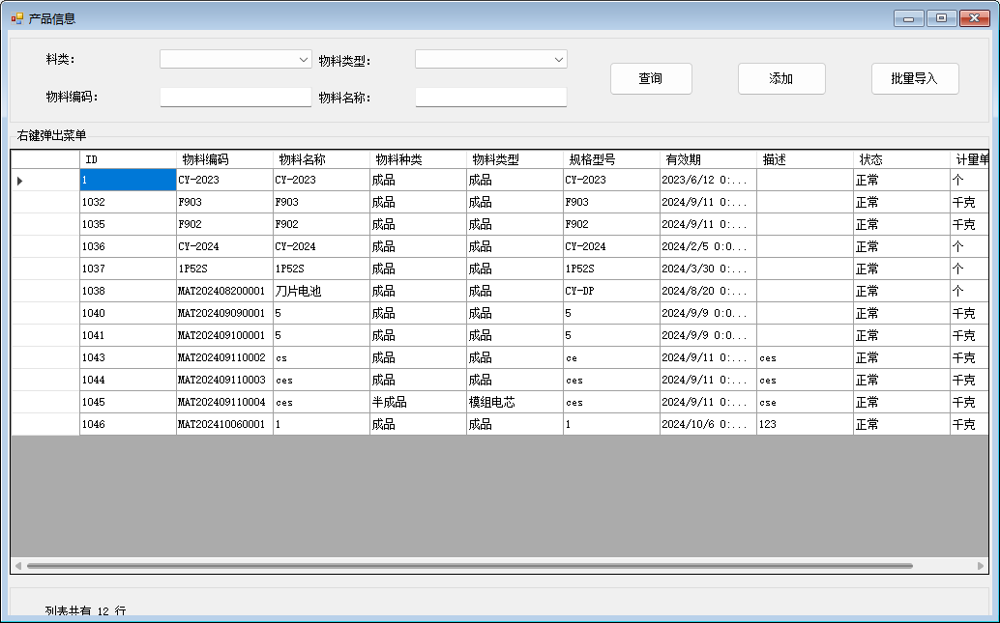 产品信息
料类: 物料类型: 查询 添加 批量导入
物料编码: 物料名称:
右键弹出菜单
ID 物料编码 物料名称 物料种类 物料类型 规格型号 有效期 描述 状态 计量单
1 CY-2023 CY-2023 成品 成品 CY-2023 2023/6/12 0:... 正常 个
1032 F903 F903 成品 成品 F903 2024/9/11 0:... 正常 千克
1035 F902 F902 成品 成品 F902 2024/9/11 0:... 正常 千克
1036 CY-2024 CY-2024 成品 成品 CY-2024 2024/2/5 0:0... 正常 个
1037 1P52S 1P52S 成品 成品 1P52S 2024/3/30 0:... 正常 个
1038 MAT202408200001 刀片电池 成品 成品 CY-DP 2024/8/20 0:... 正常 个
1040 MAT202409090001 5 成品 成品 5 2024/9/9 0:0... 正常 千克
1041 MAT202409100001 5 成品 成品 5 2024/9/9 0:0... 正常 千克
1043 MAT202409110002 cs 成品 成品 ce 2024/9/11 0:... ces 正常 千克
1044 MAT202409110003 ces 成品 成品 ces 2024/9/11 0:... ces 正常 千克
1045 MAT202409110004 ces 半成品 模组电芯 ces 2024/9/11 0:... cse 正常 千克
1046 MAT202410060001 1 成品 成品 1 2024/10/6 0:... 123 正常 千克
列表共有 12 行